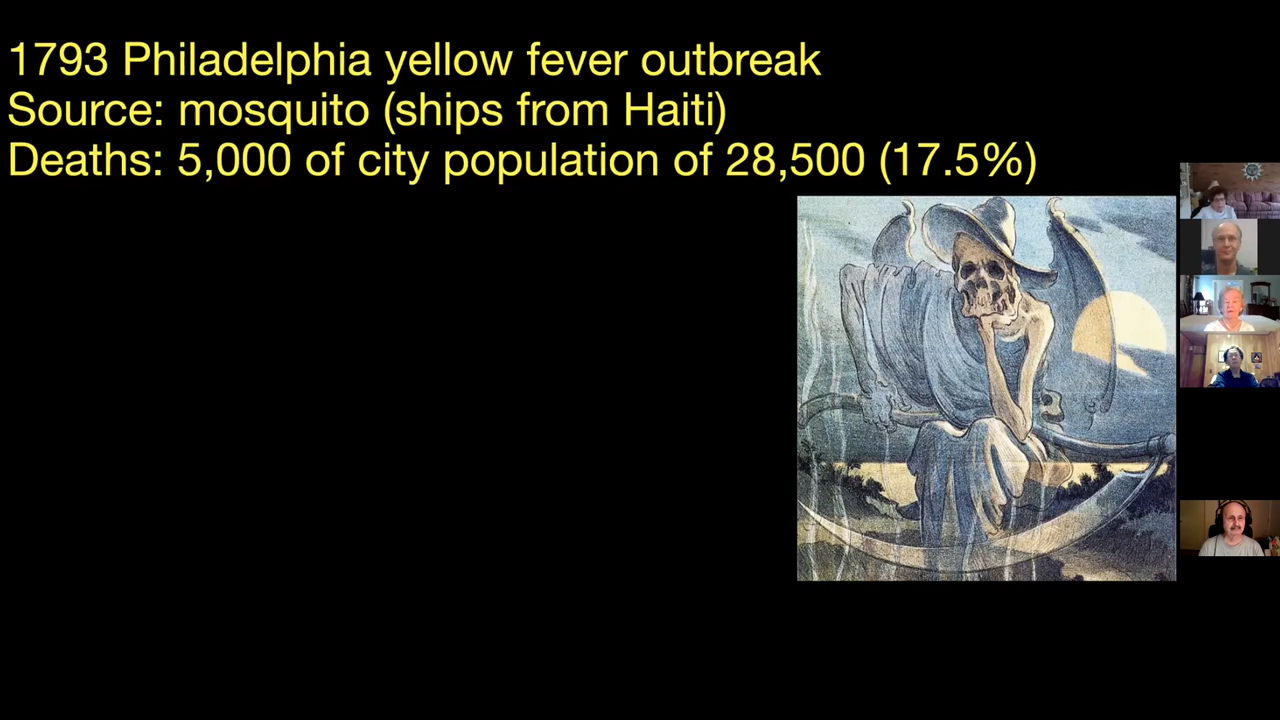 1793 Philadelphia yellow fever outbreak
Source: mosquito (ships from Haiti)
Deaths: 5,000 of city population of 28,500 (17.5%)